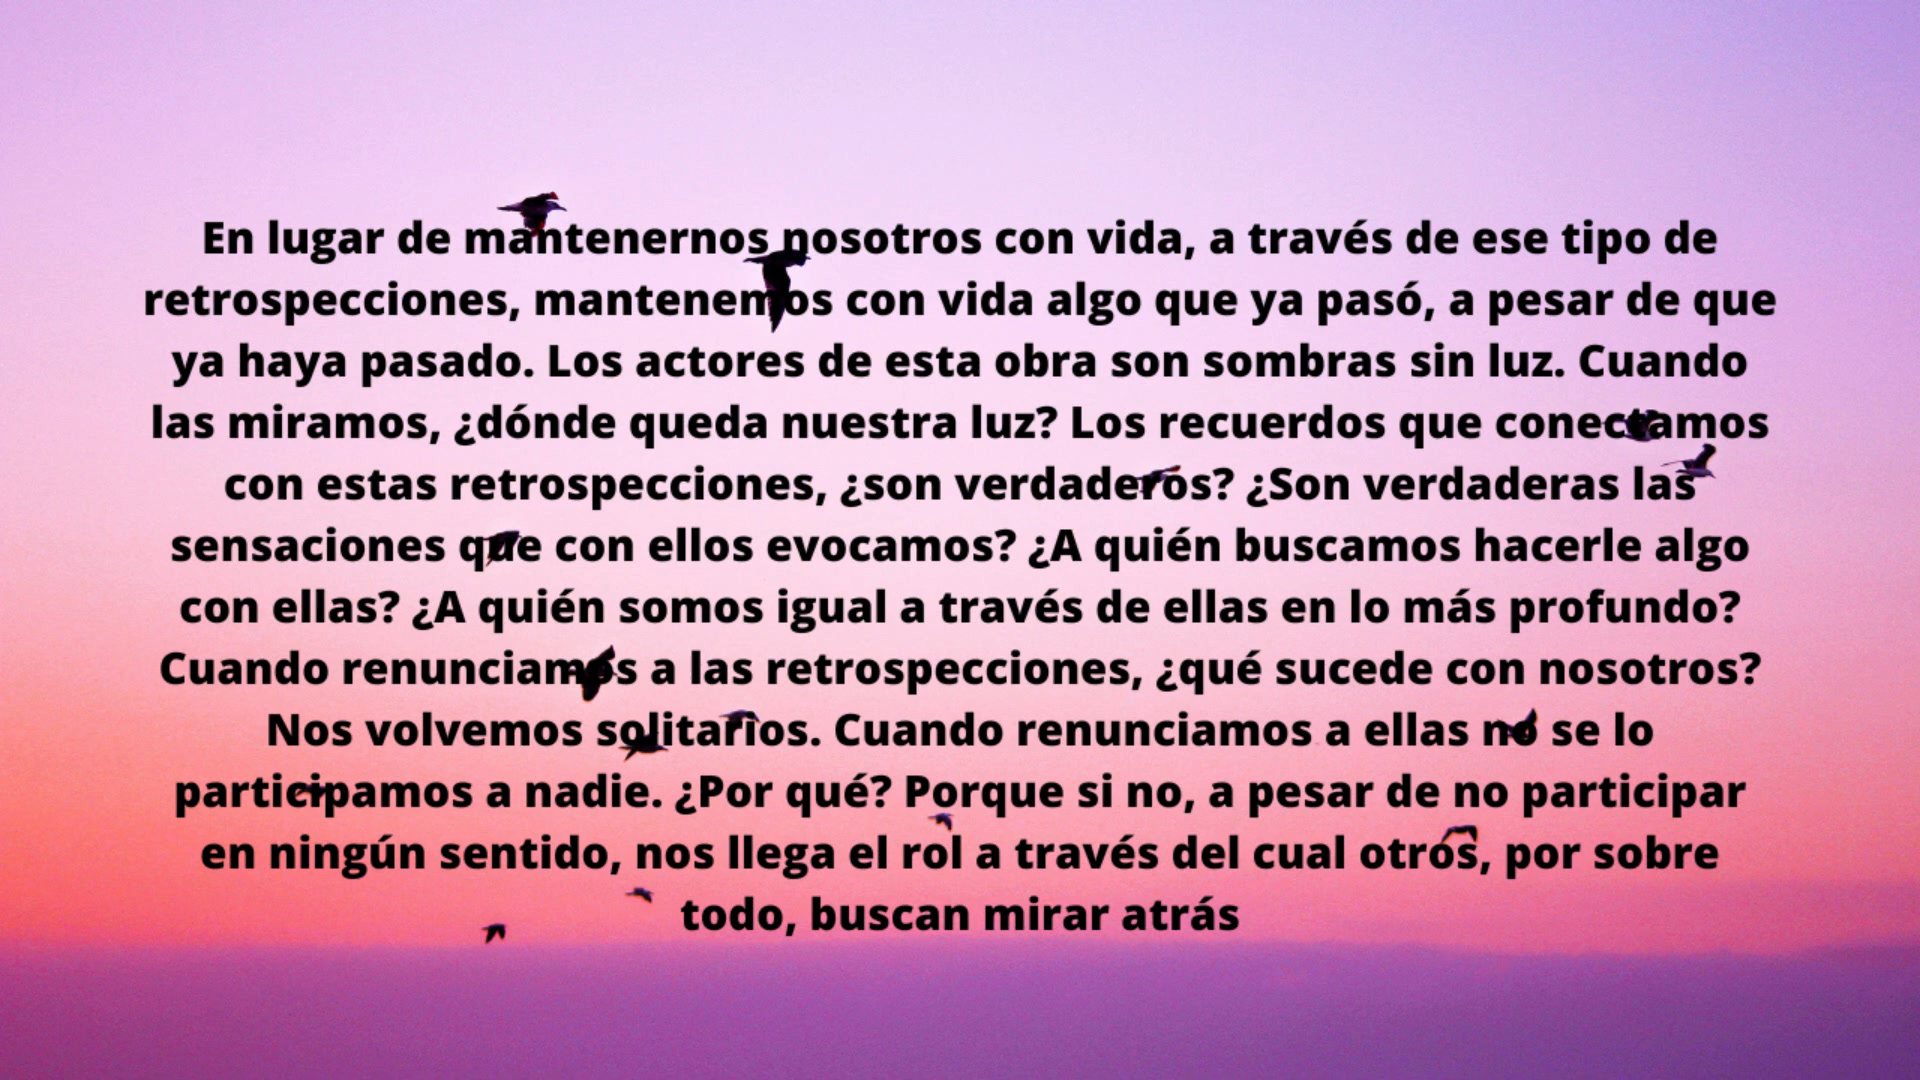 En lugar de mantenernos nosotros con vida, a través de ese tipo de
retrospecciones, mantenemos con vida algo que ya pasó, a pesar de que
ya haya pasado. Los actores de esta obra son sombras sin luz. Cuando
las miramos, ¿dónde queda nuestra luz? Los recuerdos que conectamos
con estas retrospecciones, ¿son verdaderos? ¿Son verdaderas las
sensaciones que con ellos evocamos? ¿A quién buscamos hacerle algo
con ellas? ¿A quién somos igual a través de ellas en lo más profundo?
Cuando renunciamos a las retrospecciones, ¿qué sucede con nosotros?
Nos volvemos solitarios. Cuando renunciamos a ellas no se lo
participamos a nadie. ¿Por qué? Porque si no, a pesar de no participar
en ningún sentido, nos llega el rol a través del cual otros, por sobre
todo, buscan mirar atrás